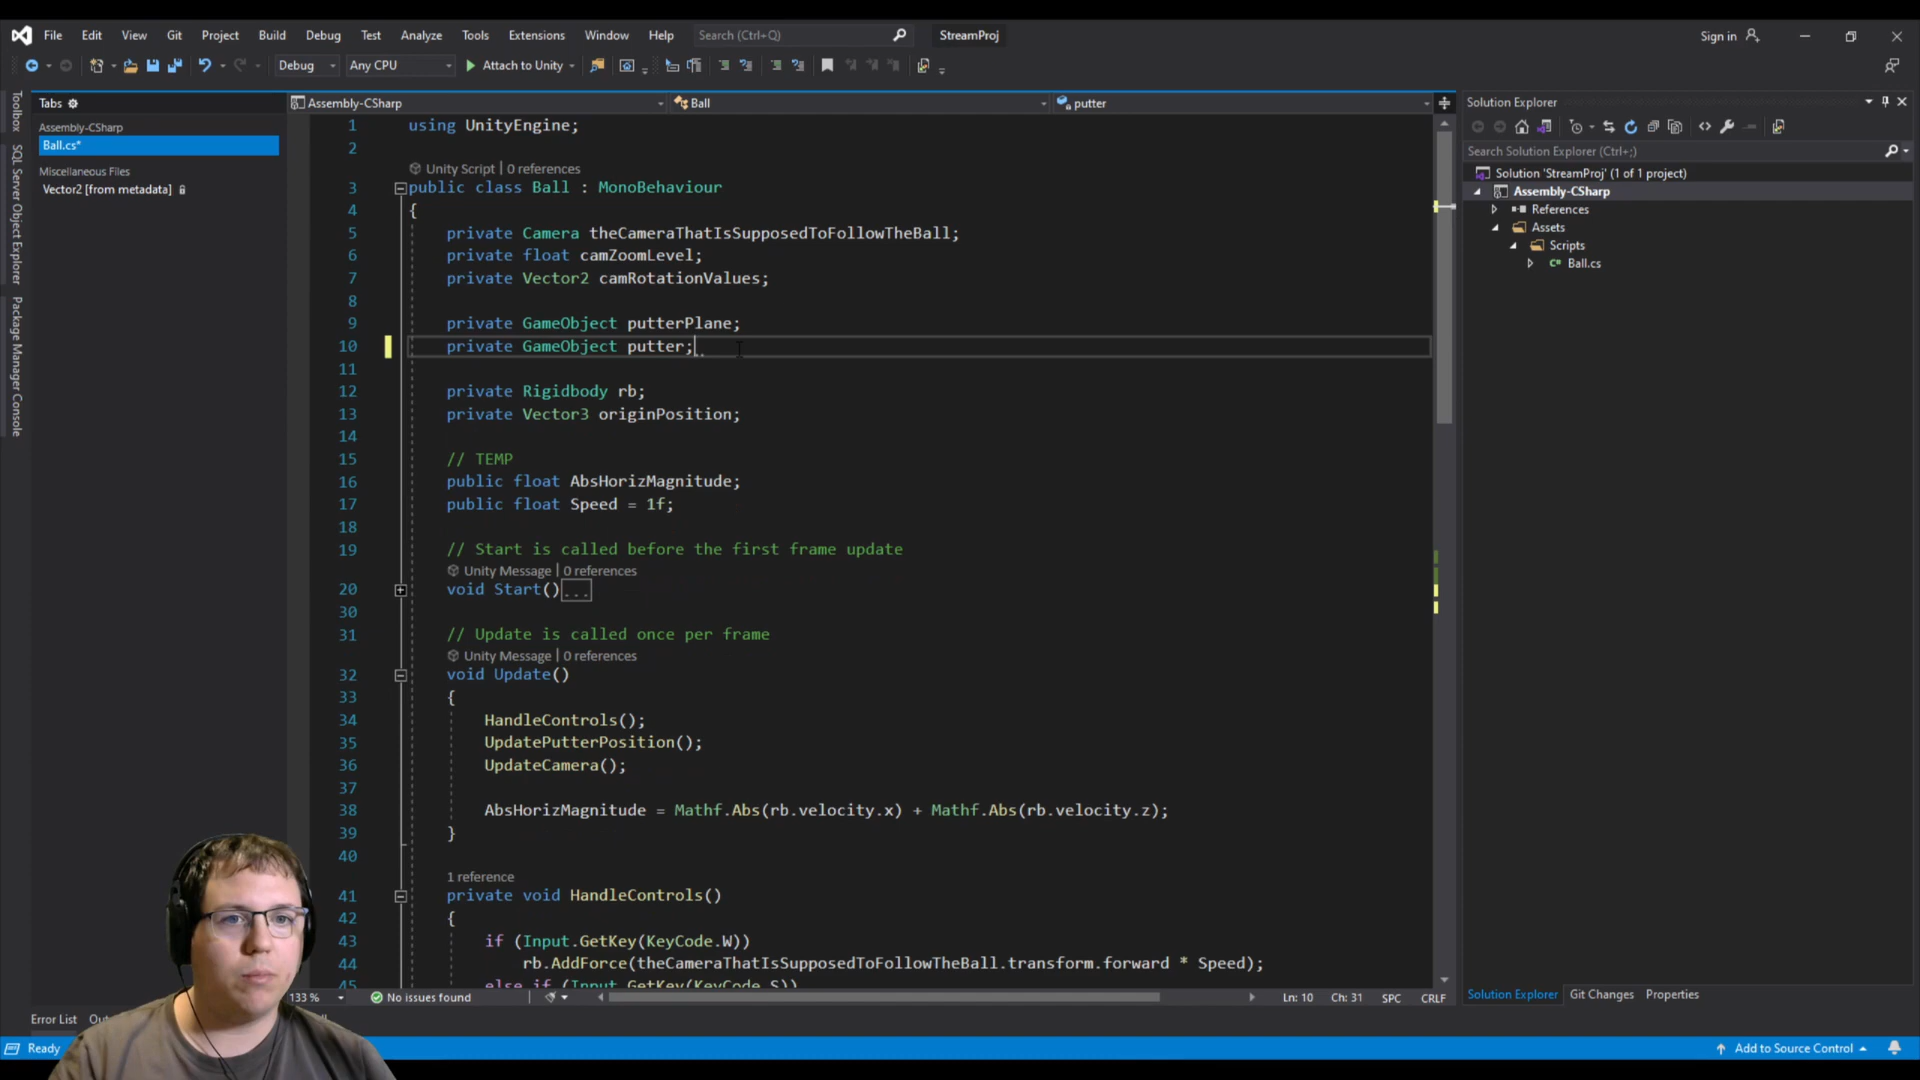 File Edit View Git Project Build Debug Test Analyze Tools Extensions Window Help Search (Ctrl+Q) StreamProj Sign in
Debug Any CPU Attach to Unity
Toolbox
SQL Server Object Explorer
Package Manager Console
Tabs
Assembly-CSharp
Ball.cs*
Miscellaneous Files
Vector2 [from metadata]
Assembly-CSharp Ball putter
1 using UnityEngine;
2
Unity Script | 0 references
3 public class Ball : MonoBehaviour
4 {
5 private Camera theCameraThatIsSupposedToFollowTheBall;
6 private float camZoomLevel;
7 private Vector2 camRotationValues;
8
9 private GameObject putterPlane;
10 private GameObject putter;
11
12 private Rigidbody rb;
13 private Vector3 originPosition;
14
15 // TEMP
16 public float AbsHorizMagnitude;
17 public float Speed = 1f;
18
19 // Start is called before the first frame update
Unity Message | 0 references
20 void Start()...
30
31 // Update is called once per frame
Unity Message | 0 references
32 void Update()
33 {
34 HandleControls();
35 UpdatePutterPosition();
36 UpdateCamera();
37
38 AbsHorizMagnitude = Mathf.Abs(rb.velocity.x) + Mathf.Abs(rb.velocity.z);
39 }
40
1 reference
41 private void HandleControls()
42 {
43 if (Input.GetKey(KeyCode.W))
44 rb.AddForce(theCameraThatIsSupposedToFollowTheBall.transform.forward * Speed);
45 else if (Input.GetKey(KeyCode.S))
133 % No issues found Ln: 10 Ch: 31 SPC CRLF
Solution Explorer
Search Solution Explorer (Ctrl+;)
Solution 'StreamProj' (1 of 1 project)
Assembly-CSharp
References
Assets
Scripts
C# Ball.cs
Solution Explorer Git Changes Properties
Error List
Ready Add to Source Control